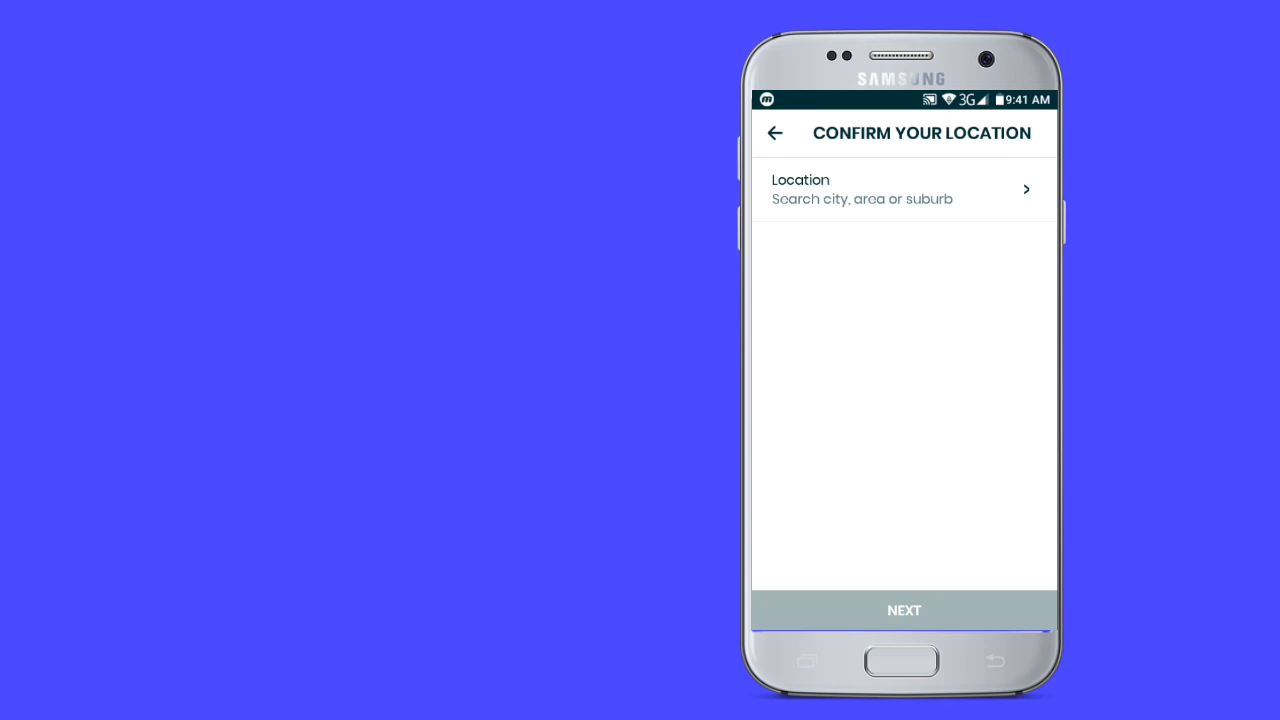 SAMSUNG
3G 9:41 AM
CONFIRM YOUR LOCATION
Location
Search city, area or suburb
NEXT